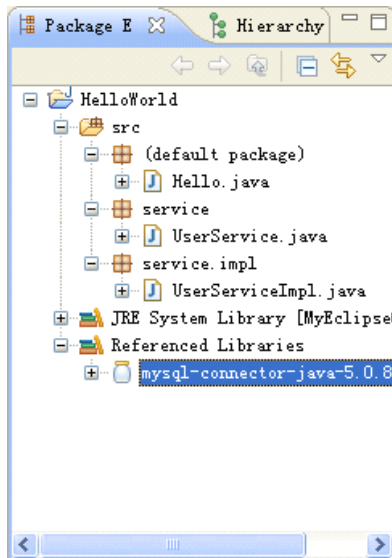 Package E Hierarchy
HelloWorld
src
(default package)
Hello.java
service
UserService.java
service.impl
UserServiceImpl.java
JRE System Library [MyEclipse
Referenced Libraries
mysql-connector-java-5.0.8